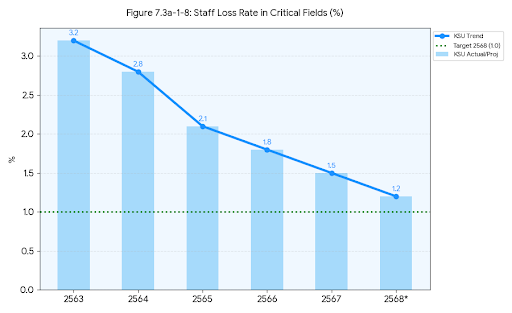 Figure 7.3a-1-8: Staff Loss Rate in Critical Fields (%)
KSU Trend
Target 2568 (1.0)
KSU Actual/Proj
%
3.0
2.5
2.0
1.5
1.0
0.5
0.0
3.2
2.8
2.1
1.8
1.5
1.2
2563 2564 2565 2566 2567 2568*